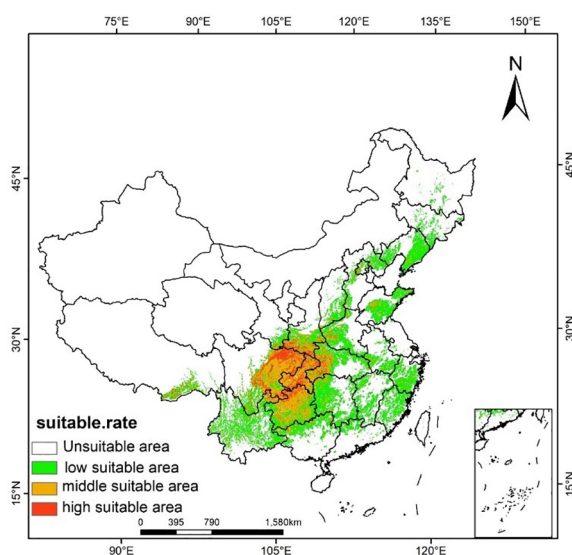 75°E 90°E 105°E 120°E 135°E 150°E
N
45°N 45°N
30°N 30°N
suitable.rate
Unsuitable area
low suitable area
middle suitable area
high suitable area
15°N 15°N
0 395 790 1,580km
90°E 105°E 120°E